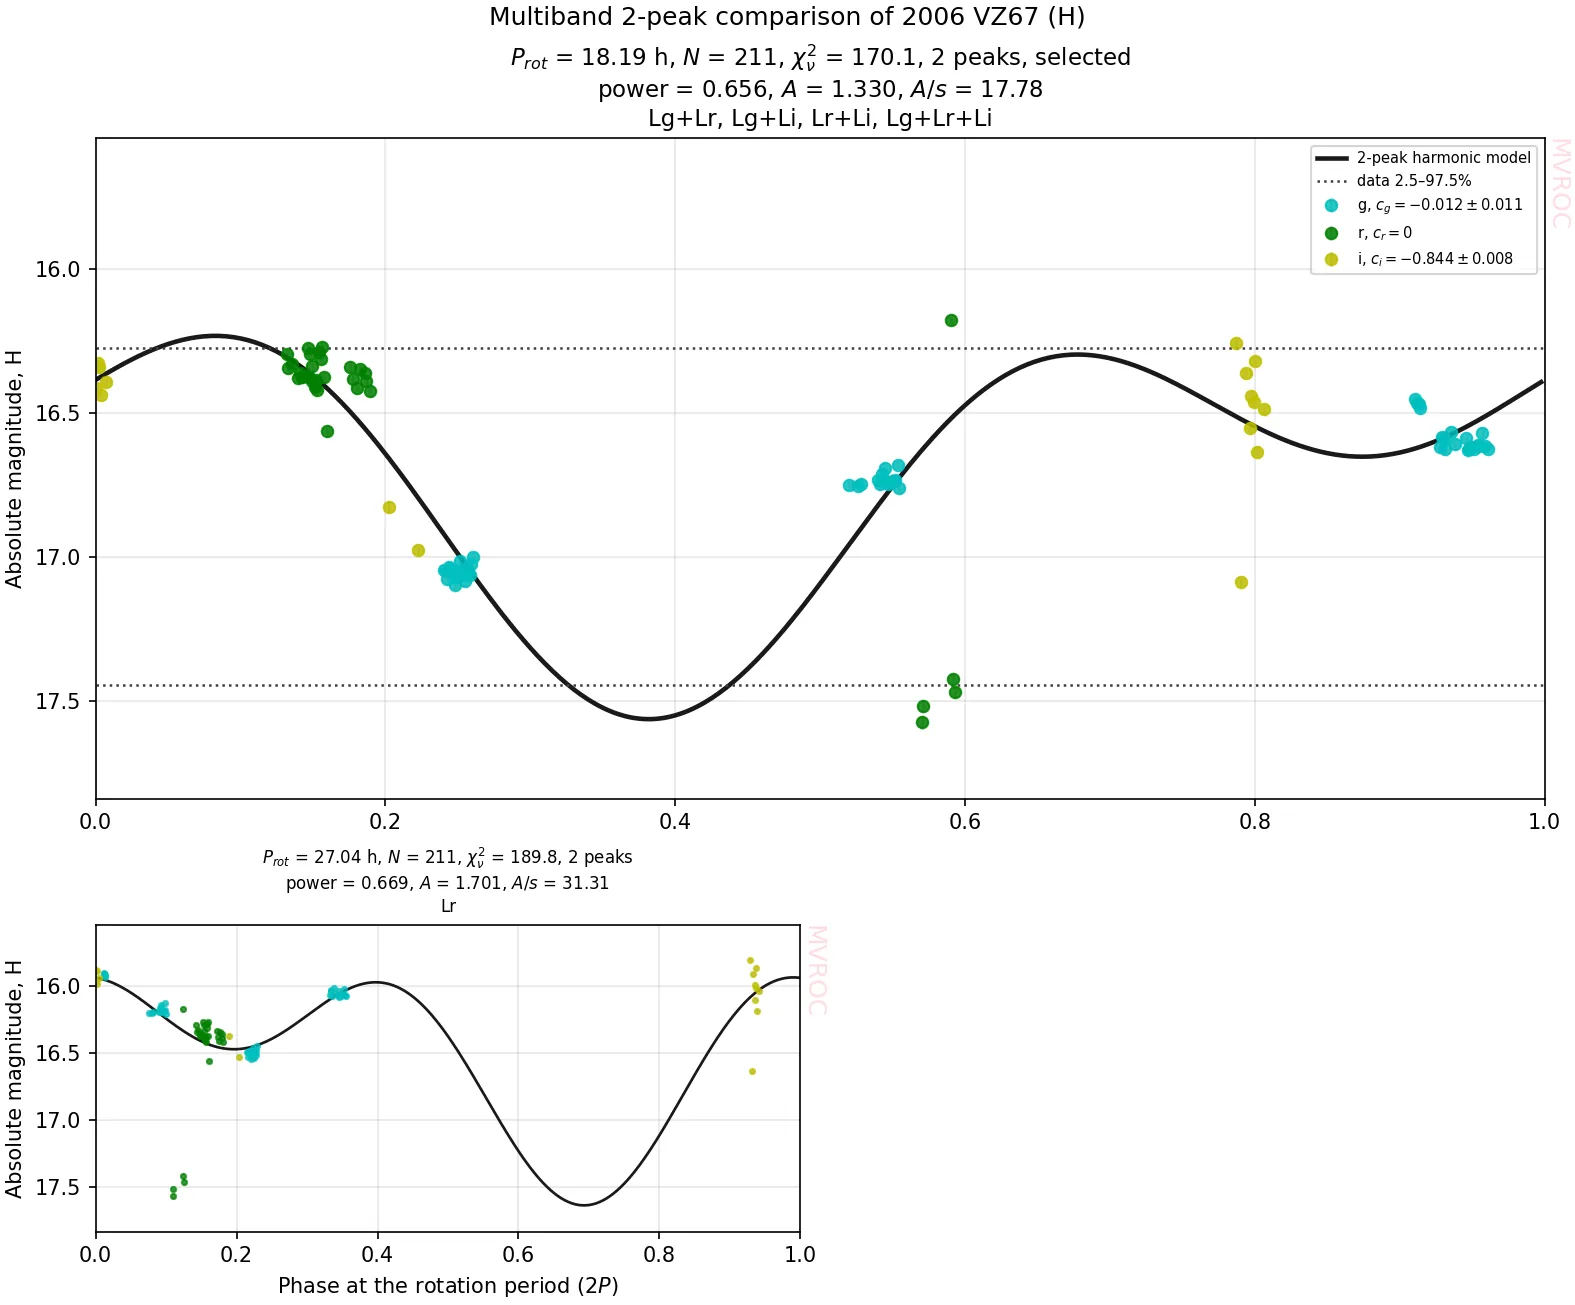 Multiband 2-peak comparison of 2006 VZ67 (H)
P_rot = 18.19 h, N = 211, χ²_ν = 170.1, 2 peaks, selected
power = 0.656, A = 1.330, A/s = 17.78
Lg+Lr, Lg+Li, Lr+Li, Lg+Lr+Li
2-peak harmonic model
data 2.5–97.5%
g, c_g = −0.012 ± 0.011
r, c_r = 0
i, c_i = −0.844 ± 0.008
MVROC
Absolute magnitude, H
16.0
16.5
17.0
17.5
0.0 0.2 0.4 0.6 0.8 1.0
P_rot = 27.04 h, N = 211, χ²_ν = 189.8, 2 peaks
power = 0.669, A = 1.701, A/s = 31.31
Lr
MVROC
Absolute magnitude, H
16.0
16.5
17.0
17.5
0.0 0.2 0.4 0.6 0.8 1.0
Phase at the rotation period (2P)